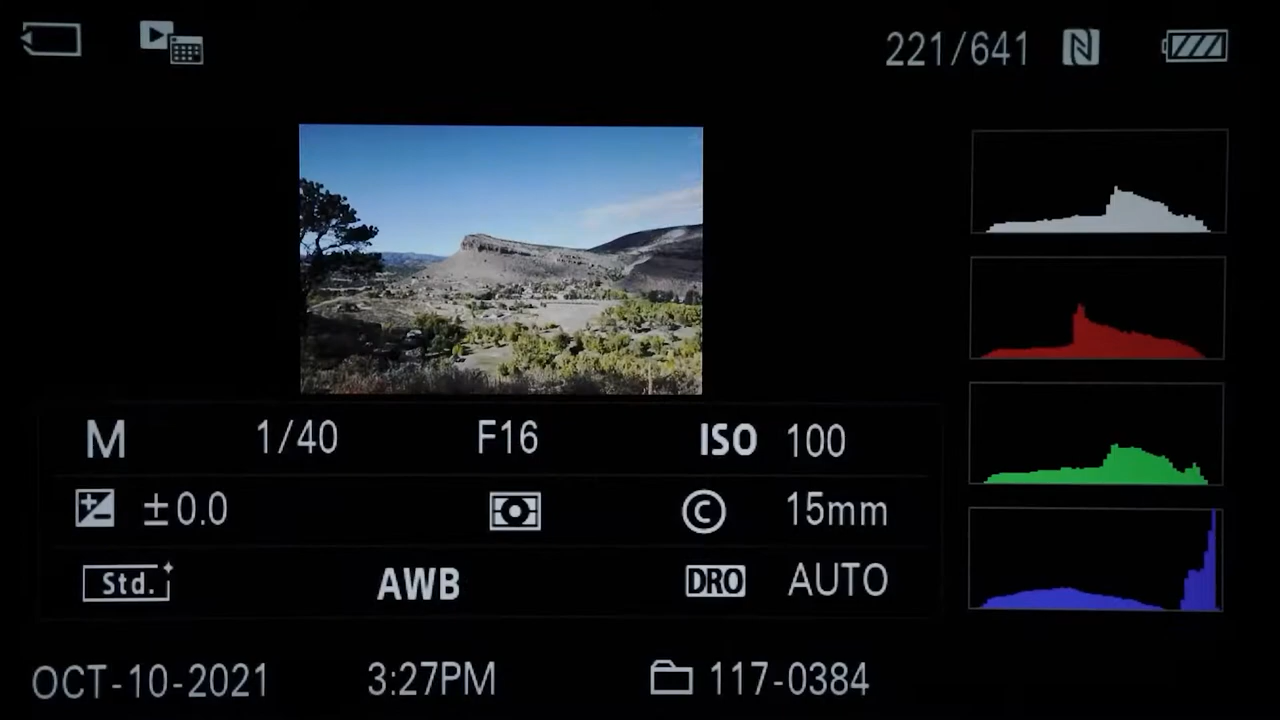 221/641
M 1/40 F16 ISO 100
±0.0 C 15mm
Std. AWB DRO AUTO
OCT-10-2021 3:27PM 117-0384